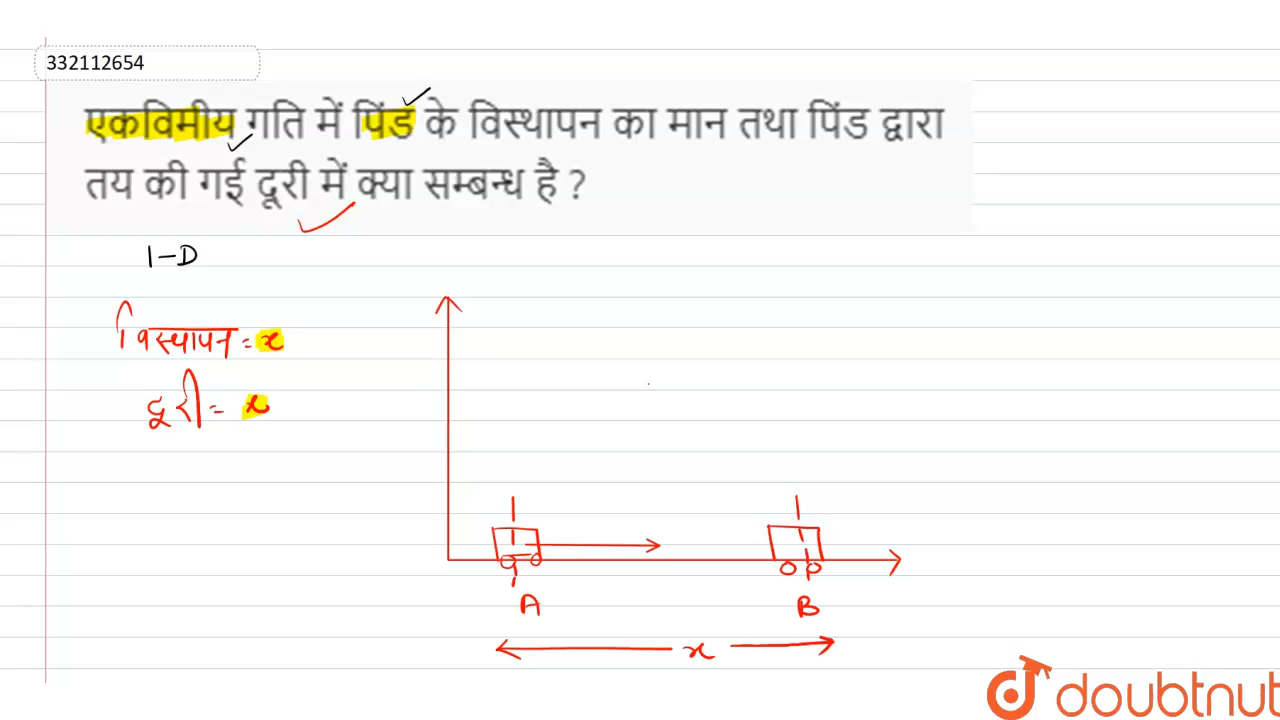 332112654
एकविमीय गति में पिंड के विस्थापन का मान तथा पिंड द्वारा
तय की गई दूरी में क्या सम्बन्ध है ?
1-D
विस्थापन = x
दूरी = x
A
B
x
doubtnut